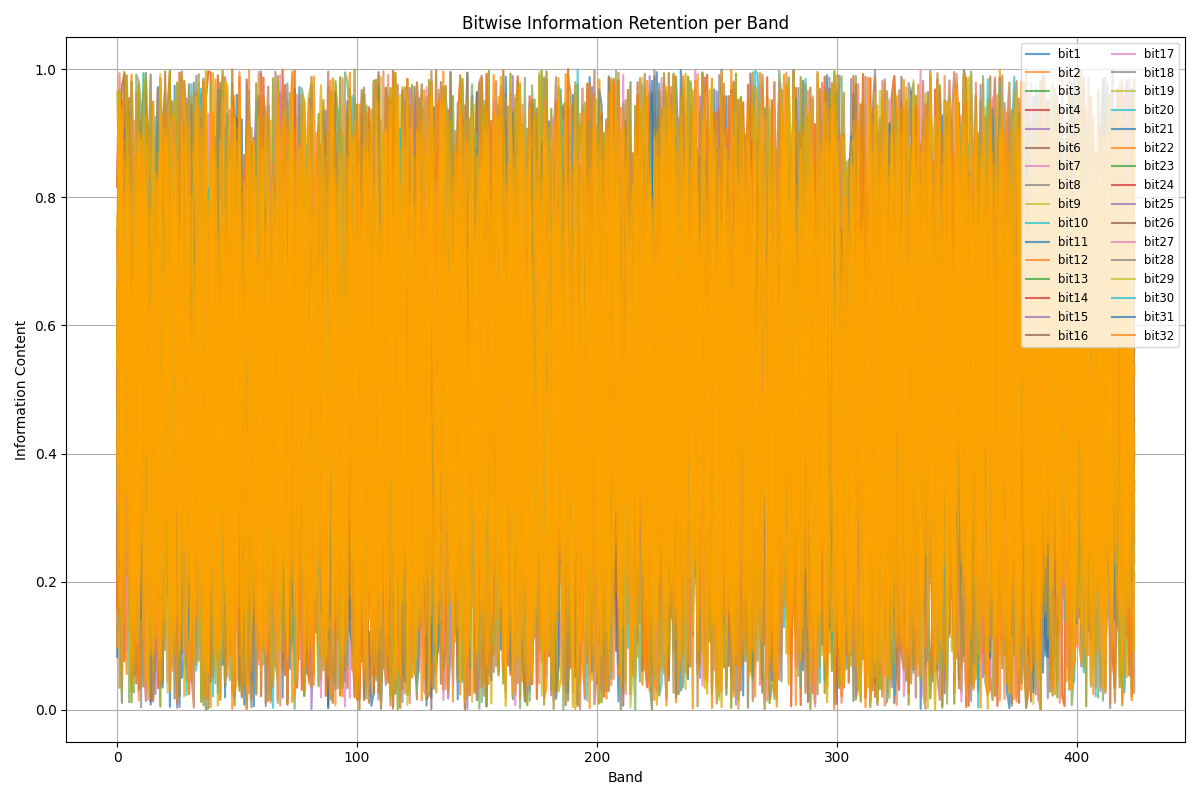 Bitwise Information Retention per Band
Information Content
1.0
0.8
0.6
0.4
0.2
0.0
0
100
200
300
400
Band
bit1
bit2
bit3
bit4
bit5
bit6
bit7
bit8
bit9
bit10
bit11
bit12
bit13
bit14
bit15
bit16
bit17
bit18
bit19
bit20
bit21
bit22
bit23
bit24
bit25
bit26
bit27
bit28
bit29
bit30
bit31
bit32